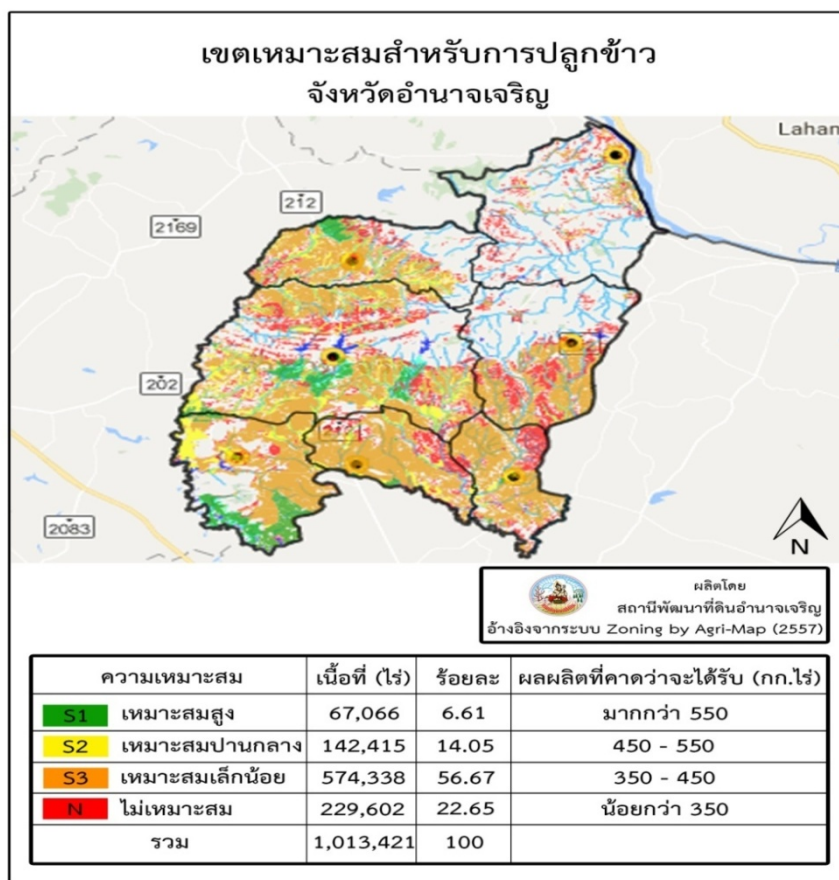 เขตเหมาะสมสำหรับการปลูกข้าว
จังหวัดอำนาจเจริญ
Lahan
212
2169
202
2083
N
ผลิตโดย
สถานีพัฒนาที่ดินอำนาจเจริญ
อ้างอิงจากระบบ Zoning by Agri-Map (2557)
ความเหมาะสม เนื้อที่ (ไร่) ร้อยละ ผลผลิตที่คาดว่าจะได้รับ (กก.ไร่)
S1 เหมาะสมสูง 67,066 6.61 มากกว่า 550
S2 เหมาะสมปานกลาง 142,415 14.05 450 - 550
S3 เหมาะสมเล็กน้อย 574,338 56.67 350 - 450
N ไม่เหมาะสม 229,602 22.65 น้อยกว่า 350
รวม 1,013,421 100